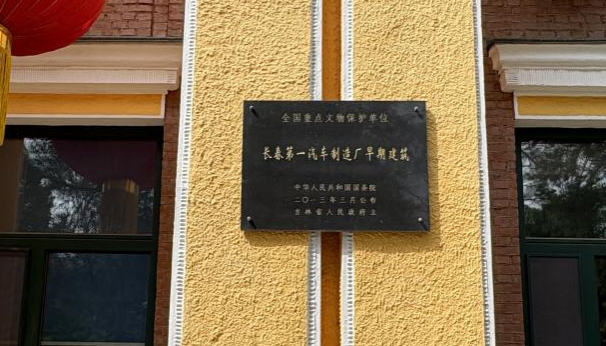 全国重点文物保护单位
长春第一汽车制造厂早期建筑
中华人民共和国国务院
二〇一三年三月公布
吉林省人民政府立